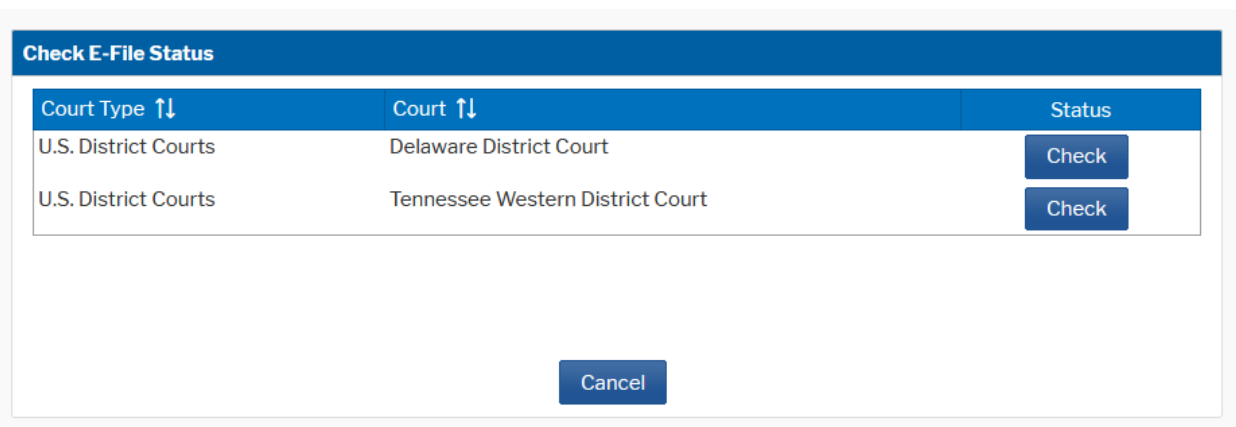 Check E-File Status
Court Type Court Status
U.S. District Courts Delaware District Court Check
U.S. District Courts Tennessee Western District Court Check
Cancel